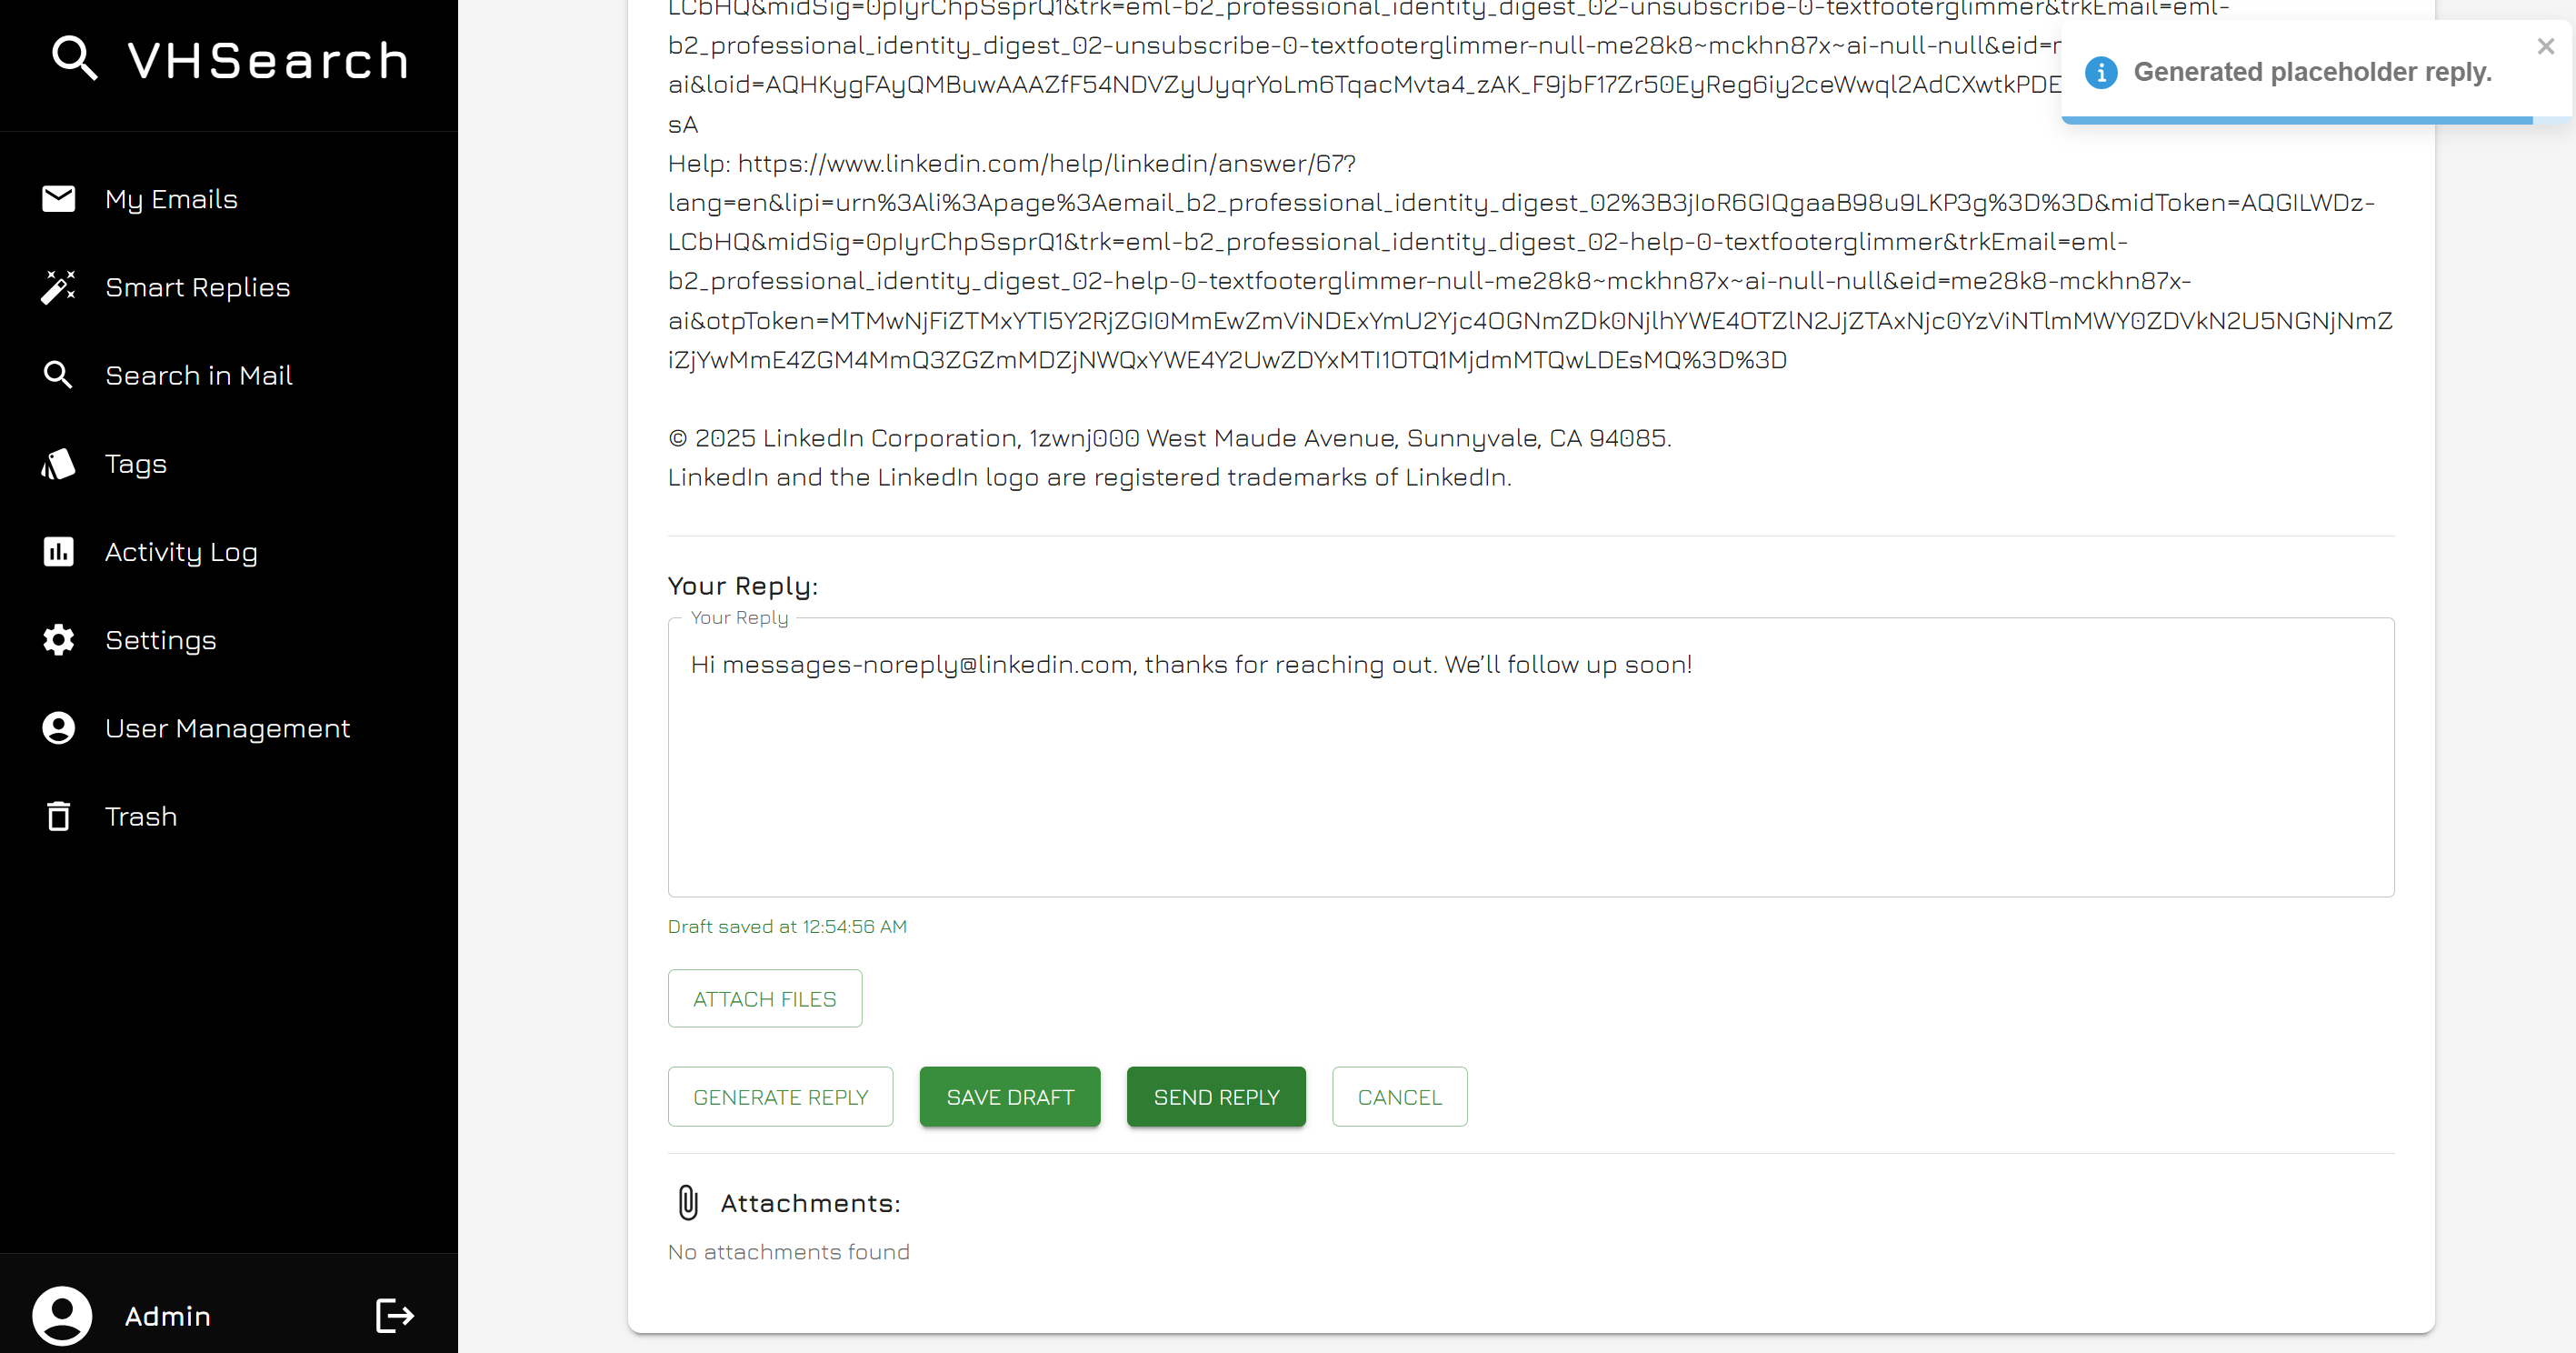 VHSearch
My Emails
Smart Replies
Search in Mail
Tags
Activity Log
Settings
User Management
Trash
Admin
LCbHQ&midSig=0pIyrChpSsprQ1&trk=eml-b2_professional_identity_digest_02-unsubscribe-0-textfooterglimmer&trkEmail=eml-
b2_professional_identity_digest_02-unsubscribe-0-textfooterglimmer-null-me28k8~mckhn87x~ai-null-null&eid=
ai&loid=AQHKygFAyQMBuwAAAZfF54NDVZyUyqrYoLm6TqacMvta4_zAK_F9jbF17Zr50EyReg6iy2ceWwql2AdCXwtkPDE
sA
Help: https://www.linkedin.com/help/linkedin/answer/67?
lang=en&lipi=urn%3Ali%3Apage%3Aemail_b2_professional_identity_digest_02%3B3jIoR6GIQgaaB98u9LKP3g%3D%3D&midToken=AQGILWDz-
LCbHQ&midSig=0pIyrChpSsprQ1&trk=eml-b2_professional_identity_digest_02-help-0-textfooterglimmer&trkEmail=eml-
b2_professional_identity_digest_02-help-0-textfooterglimmer-null-me28k8~mckhn87x~ai-null-null&eid=me28k8-mckhn87x-
ai&otpToken=MTMwNjFiZTMxYTI5Y2RjZGI0MmEwZmViNDExYmU2Yjc4OGNmZDk0NjlhYWE4OTZlN2JjZTAxNjc0YzViNTlmMWY0ZDVkN2U5NGNjNmZ
iZjYwMmE4ZGM4MmQ3ZGZmMDZjNWQxYWE4Y2UwZDYxMTI1OTQ1MjdmMTQwLDEsMQ%3D%3D
© 2025 LinkedIn Corporation, 1zwnj000 West Maude Avenue, Sunnyvale, CA 94085.
LinkedIn and the LinkedIn logo are registered trademarks of LinkedIn.
Generated placeholder reply.
Your Reply:
Your Reply
Hi messages-noreply@linkedin.com, thanks for reaching out. We'll follow up soon!
Draft saved at 12:54:56 AM
ATTACH FILES
GENERATE REPLY
SAVE DRAFT
SEND REPLY
CANCEL
Attachments:
No attachments found